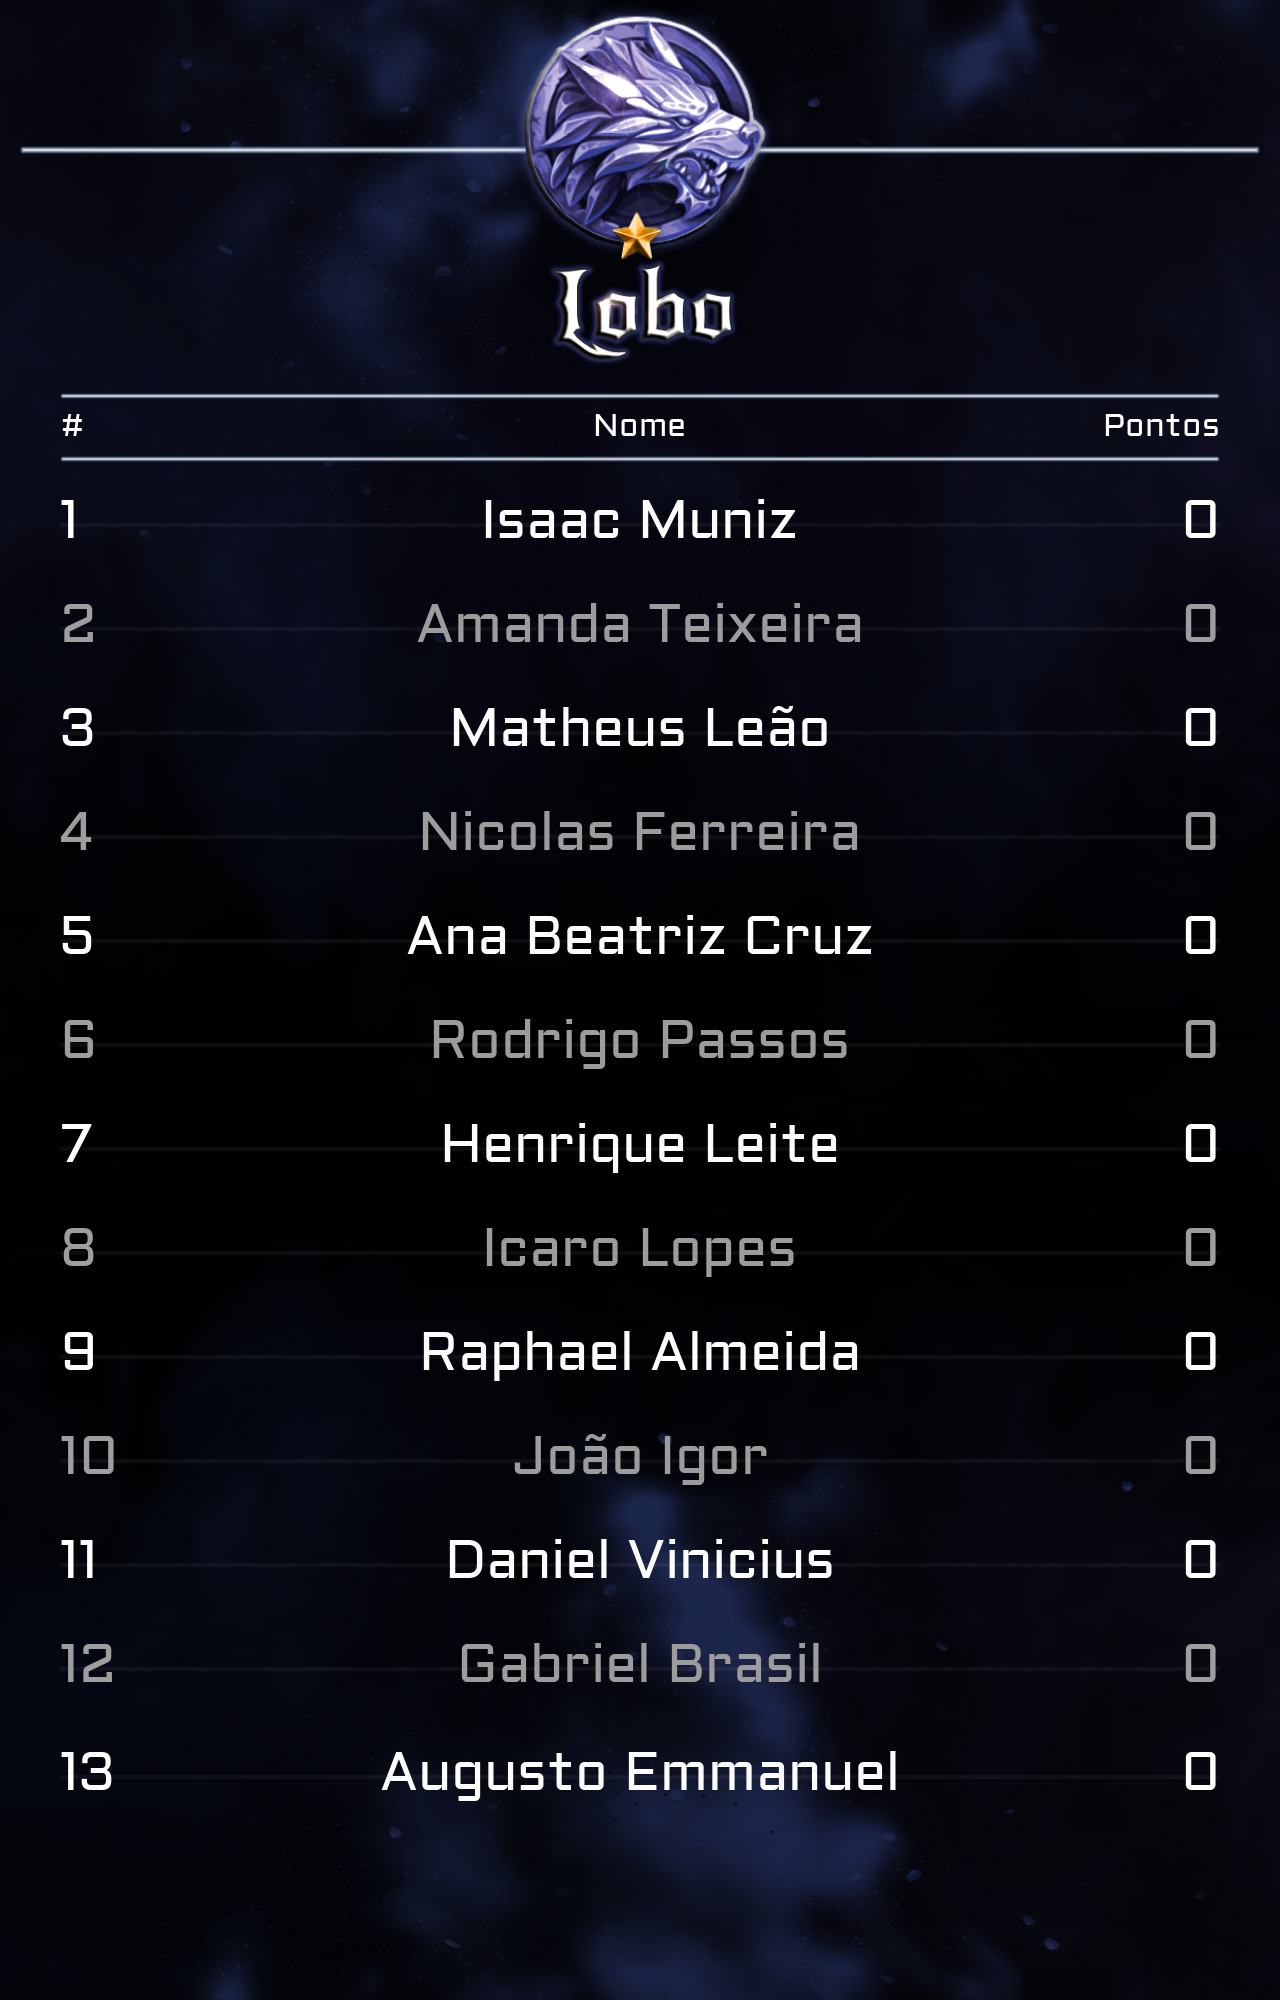 Lobo
# Nome Pontos
1 Isaac Muniz 0
2 Amanda Teixeira 0
3 Matheus Leão 0
4 Nicolas Ferreira 0
5 Ana Beatriz Cruz 0
6 Rodrigo Passos 0
7 Henrique Leite 0
8 Icaro Lopes 0
9 Raphael Almeida 0
10 João Igor 0
11 Daniel Vinicius 0
12 Gabriel Brasil 0
13 Augusto Emmanuel 0